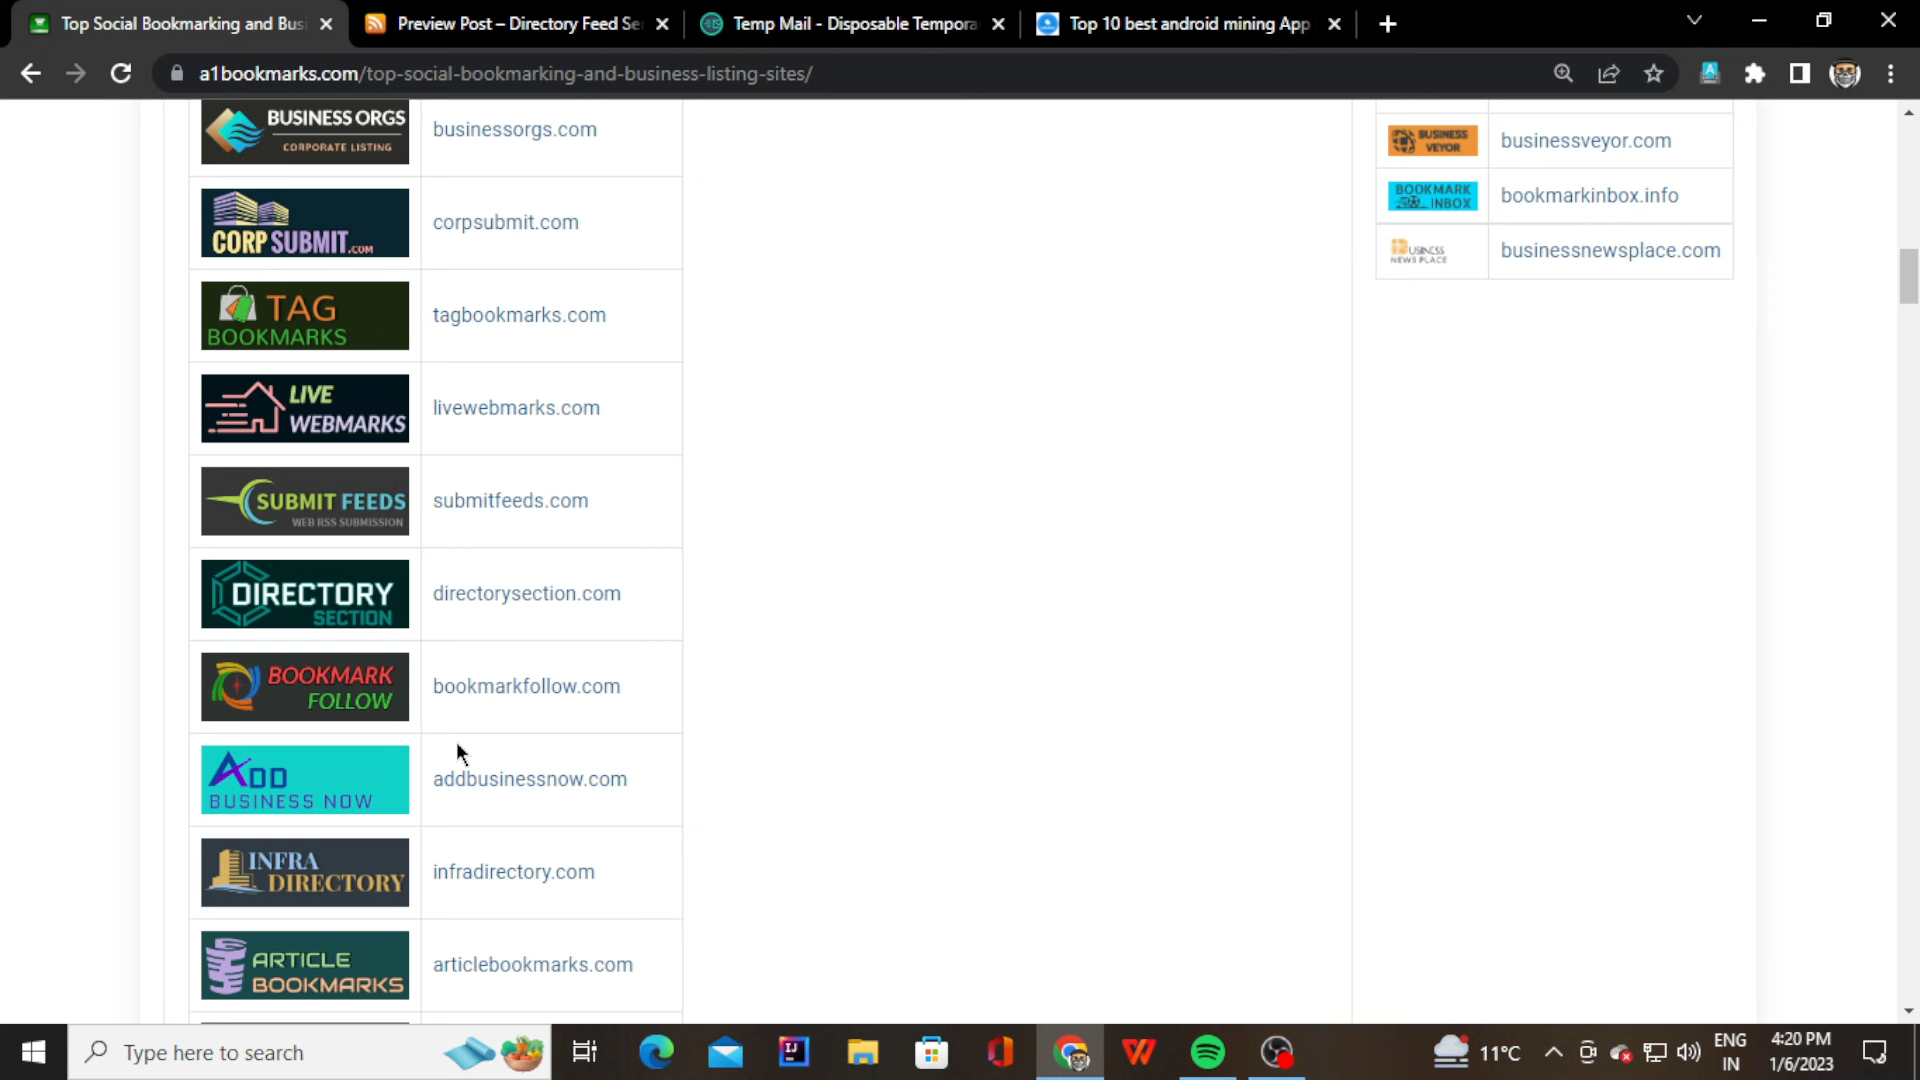 Top Social Bookmarking and Busi
Preview Post – Directory Feed Se
Temp Mail - Disposable Tempora
Top 10 best android mining App
a1bookmarks.com/top-social-bookmarking-and-business-listing-sites/
BUSINESS ORGS
CORPORATE LISTING
businessorgs.com
CORP SUBMIT.COM
corpsubmit.com
TAG
BOOKMARKS
tagbookmarks.com
LIVE
WEBMARKS
livewebmarks.com
SUBMIT FEEDS
WEB RSS SUBMISSION
submitfeeds.com
DIRECTORY
SECTION
directorysection.com
BOOKMARK
FOLLOW
bookmarkfollow.com
ADD
BUSINESS NOW
addbusinessnow.com
INFRA
DIRECTORY
infradirectory.com
ARTICLE
BOOKMARKS
articlebookmarks.com
BUSINESS
VEYOR
businessveyor.com
BOOKMARK
INBOX
bookmarkinbox.info
BUSINESS
NEWS PLACE
businessnewsplace.com
Type here to search
IJ
11°C
ENG
IN
4:20 PM
1/6/2023